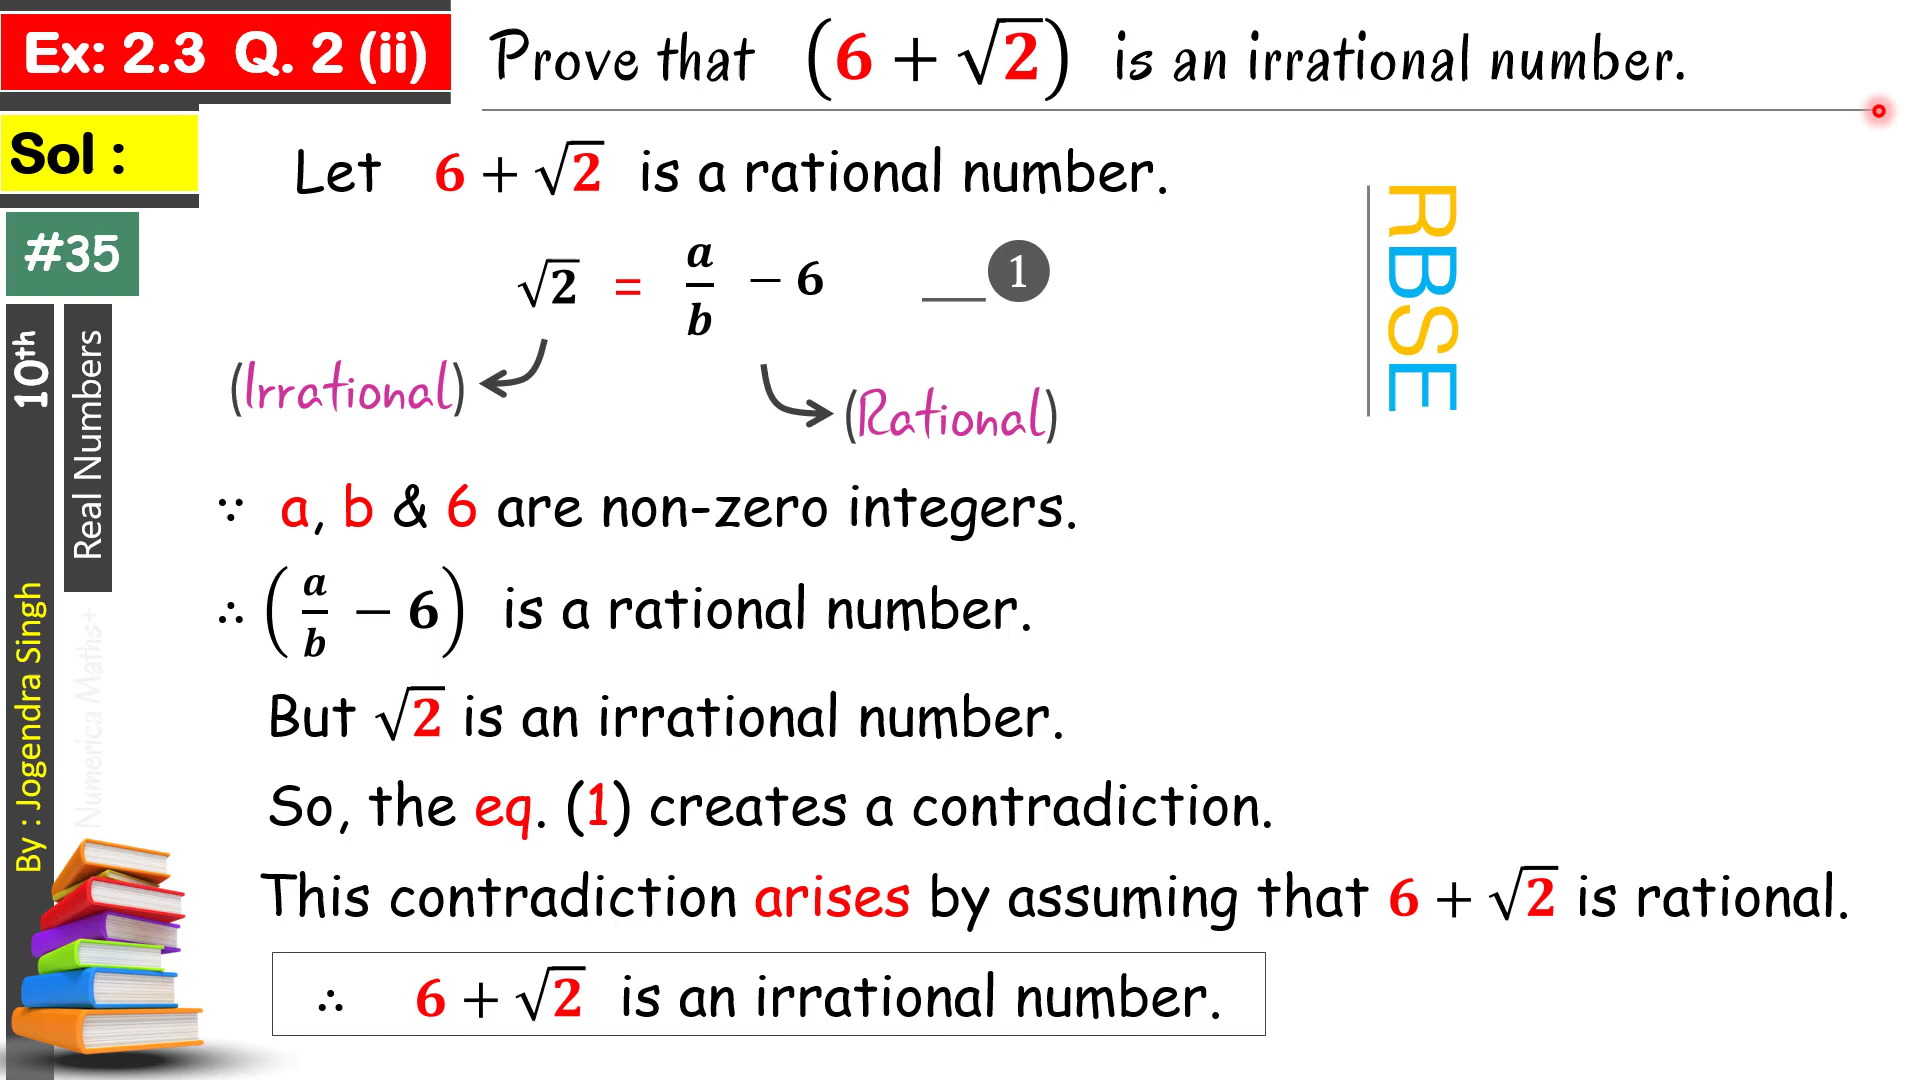 Ex: 2.3 Q. 2 (ii)
Prove that (6 + √2) is an irrational number.
Sol :
Let 6 + √2 is a rational number.
#35
√2 = a/b − 6 __ 1
(Irrational)
(Rational)
RBSE
10th
Real Numbers
∵ a, b & 6 are non-zero integers.
∴ (a/b − 6) is a rational number.
But √2 is an irrational number.
So, the eq. (1) creates a contradiction.
This contradiction arises by assuming that 6 + √2 is rational.
∴ 6 + √2 is an irrational number.
By : Jogendra Singh
Numerica Maths+